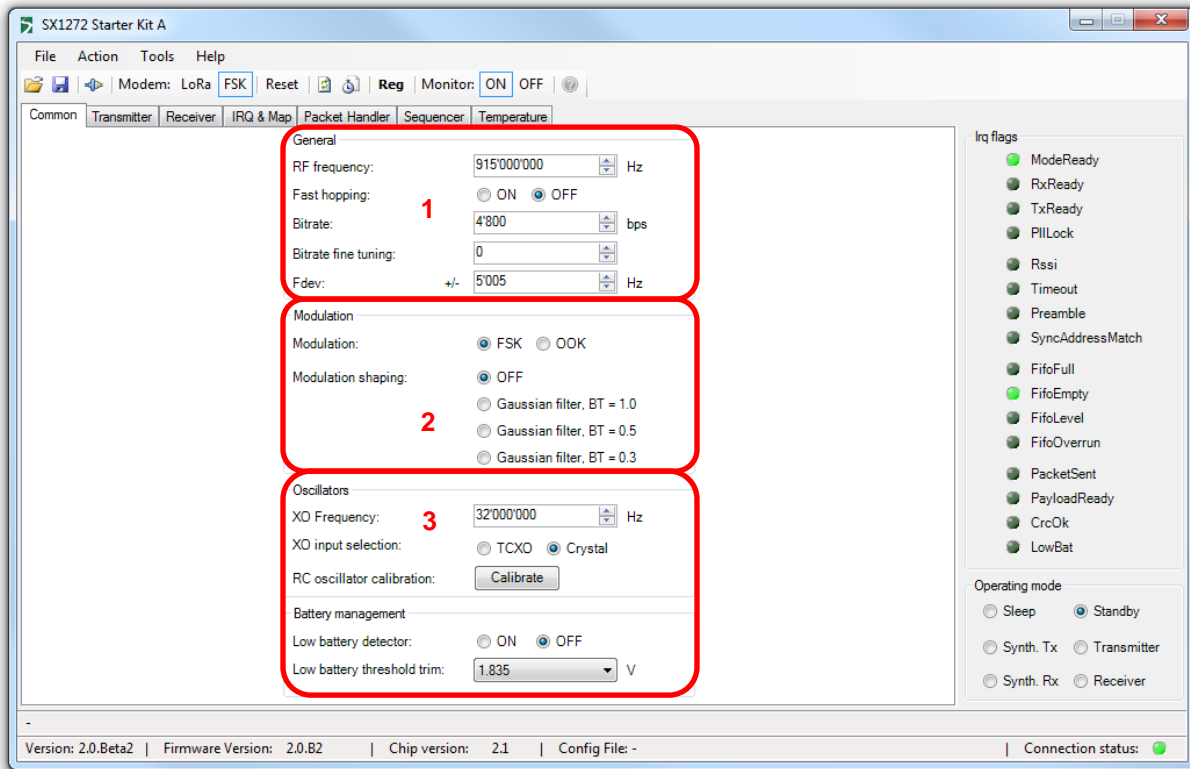 SX1272 Starter Kit A
File Action Tools Help
Modem: LoRa FSK Reset Reg Monitor: ON OFF
Common Transmitter Receiver IRQ & Map Packet Handler Sequencer Temperature
General
RF frequency: 915'000'000 Hz
Fast hopping: ON OFF
1
Bitrate: 4'800 bps
Bitrate fine tuning: 0
Fdev: +/- 5'005 Hz
Modulation
Modulation: FSK OOK
Modulation shaping: OFF
Gaussian filter, BT = 1.0
2
Gaussian filter, BT = 0.5
Gaussian filter, BT = 0.3
Oscillators
XO Frequency: 3 32'000'000 Hz
XO input selection: TCXO Crystal
RC oscillator calibration: Calibrate
Battery management
Low battery detector: ON OFF
Low battery threshold trim: 1.835 V
Irq flags
ModeReady
RxReady
TxReady
PllLock
Rssi
Timeout
Preamble
SyncAddressMatch
FifoFull
FifoEmpty
FifoLevel
FifoOverrun
PacketSent
PayloadReady
CrcOk
LowBat
Operating mode
Sleep Standby
Synth. Tx Transmitter
Synth. Rx Receiver
-
Version: 2.0.Beta2 | Firmware Version: 2.0.B2 | Chip version: 2.1 | Config File: - | Connection status: